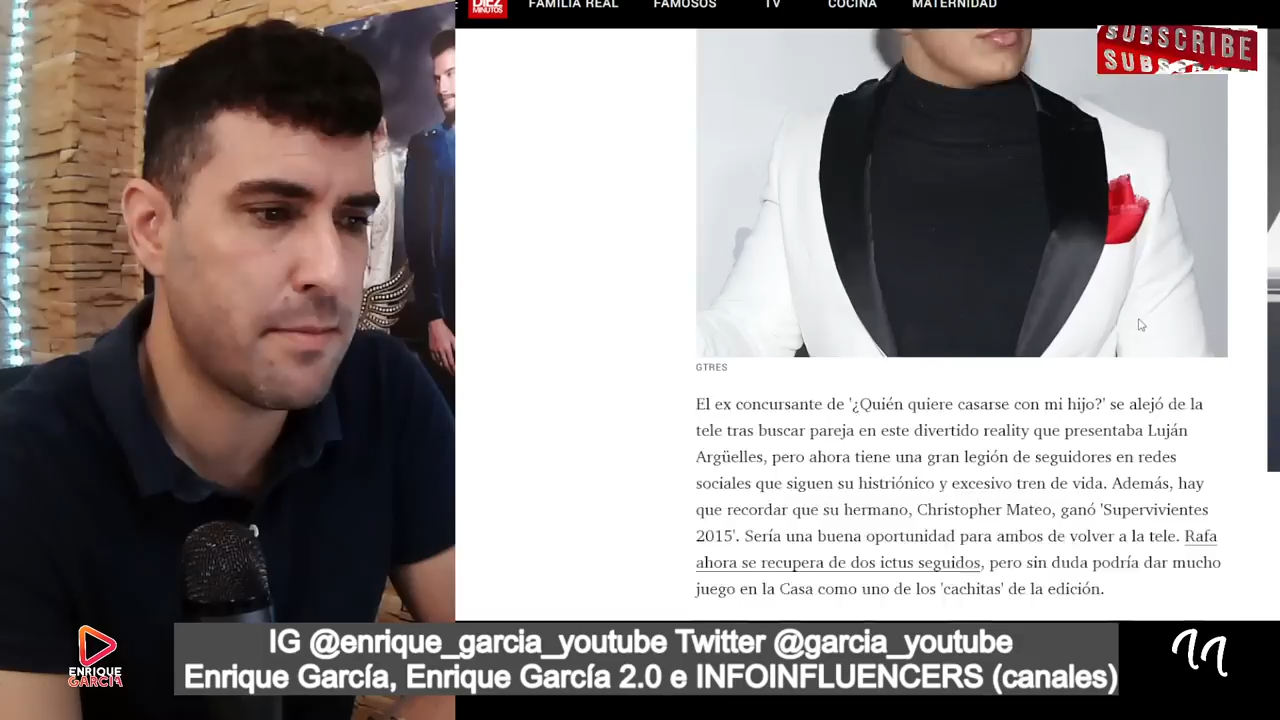 DIEZ
MINUTOS
FAMILIA REAL
FAMOSOS
TV
COCINA
MATERNIDAD
SUBSCRIBE
GTRES
El ex concursante de '¿Quién quiere casarse con mi hijo?' se alejó de la
tele tras buscar pareja en este divertido reality que presentaba Luján
Argüelles, pero ahora tiene una gran legión de seguidores en redes
sociales que siguen su histriónico y excesivo tren de vida. Además, hay
que recordar que su hermano, Christopher Mateo, ganó 'Supervivientes
2015'. Sería una buena oportunidad para ambos de volver a la tele. Rafa
ahora se recupera de dos ictus seguidos, pero sin duda podría dar mucho
juego en la Casa como uno de los 'cachitas' de la edición.
IG @enrique_garcia_youtube Twitter @garcia_youtube
Enrique García, Enrique García 2.0 e INFOINFLUENCERS (canales)
ENRIQUE
GARCÍA